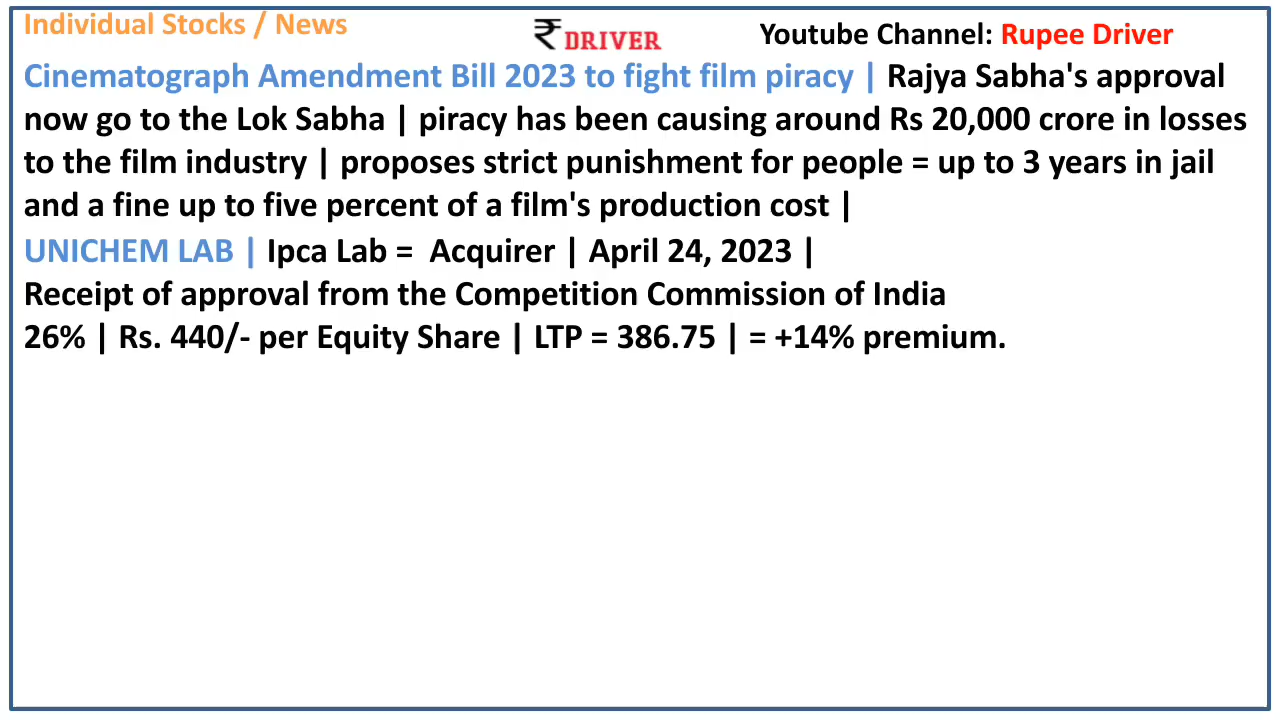 Individual Stocks / News
₹ DRIVER
Youtube Channel: Rupee Driver
Cinematograph Amendment Bill 2023 to fight film piracy | Rajya Sabha's approval
now go to the Lok Sabha | piracy has been causing around Rs 20,000 crore in losses
to the film industry | proposes strict punishment for people = up to 3 years in jail
and a fine up to five percent of a film's production cost |
UNICHEM LAB | Ipca Lab = Acquirer | April 24, 2023 |
Receipt of approval from the Competition Commission of India
26% | Rs. 440/- per Equity Share | LTP = 386.75 | = +14% premium.